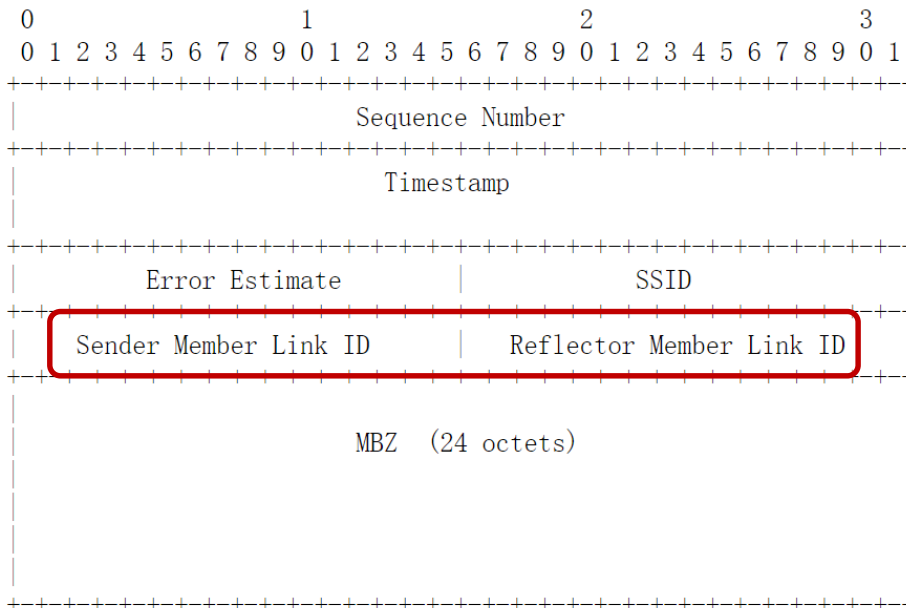 0 1 2 3
0 1 2 3 4 5 6 7 8 9 0 1 2 3 4 5 6 7 8 9 0 1 2 3 4 5 6 7 8 9 0 1
+-+-+-+-+-+-+-+-+-+-+-+-+-+-+-+-+-+-+-+-+-+-+-+-+-+-+-+-+-+-+-+-
| Sequence Number
+-+-+-+-+-+-+-+-+-+-+-+-+-+-+-+-+-+-+-+-+-+-+-+-+-+-+-+-+-+-+-+-
| Timestamp
|
+-+-+-+-+-+-+-+-+-+-+-+-+-+-+-+-+-+-+-+-+-+-+-+-+-+-+-+-+-+-+-+-
| Error Estimate | SSID
+-+-+-+-+-+-+-+-+-+-+-+-+-+-+-+-+-+-+-+-+-+-+-+-+-+-+-+-+-+-+-+-
| Sender Member Link ID | Reflector Member Link ID
+-+-+-+-+-+-+-+-+-+-+-+-+-+-+-+-+-+-+-+-+-+-+-+-+-+-+-+-+-+-+-+-
|
| MBZ (24 octets)
|
|
|
|
+-+-+-+-+-+-+-+-+-+-+-+-+-+-+-+-+-+-+-+-+-+-+-+-+-+-+-+-+-+-+-+-